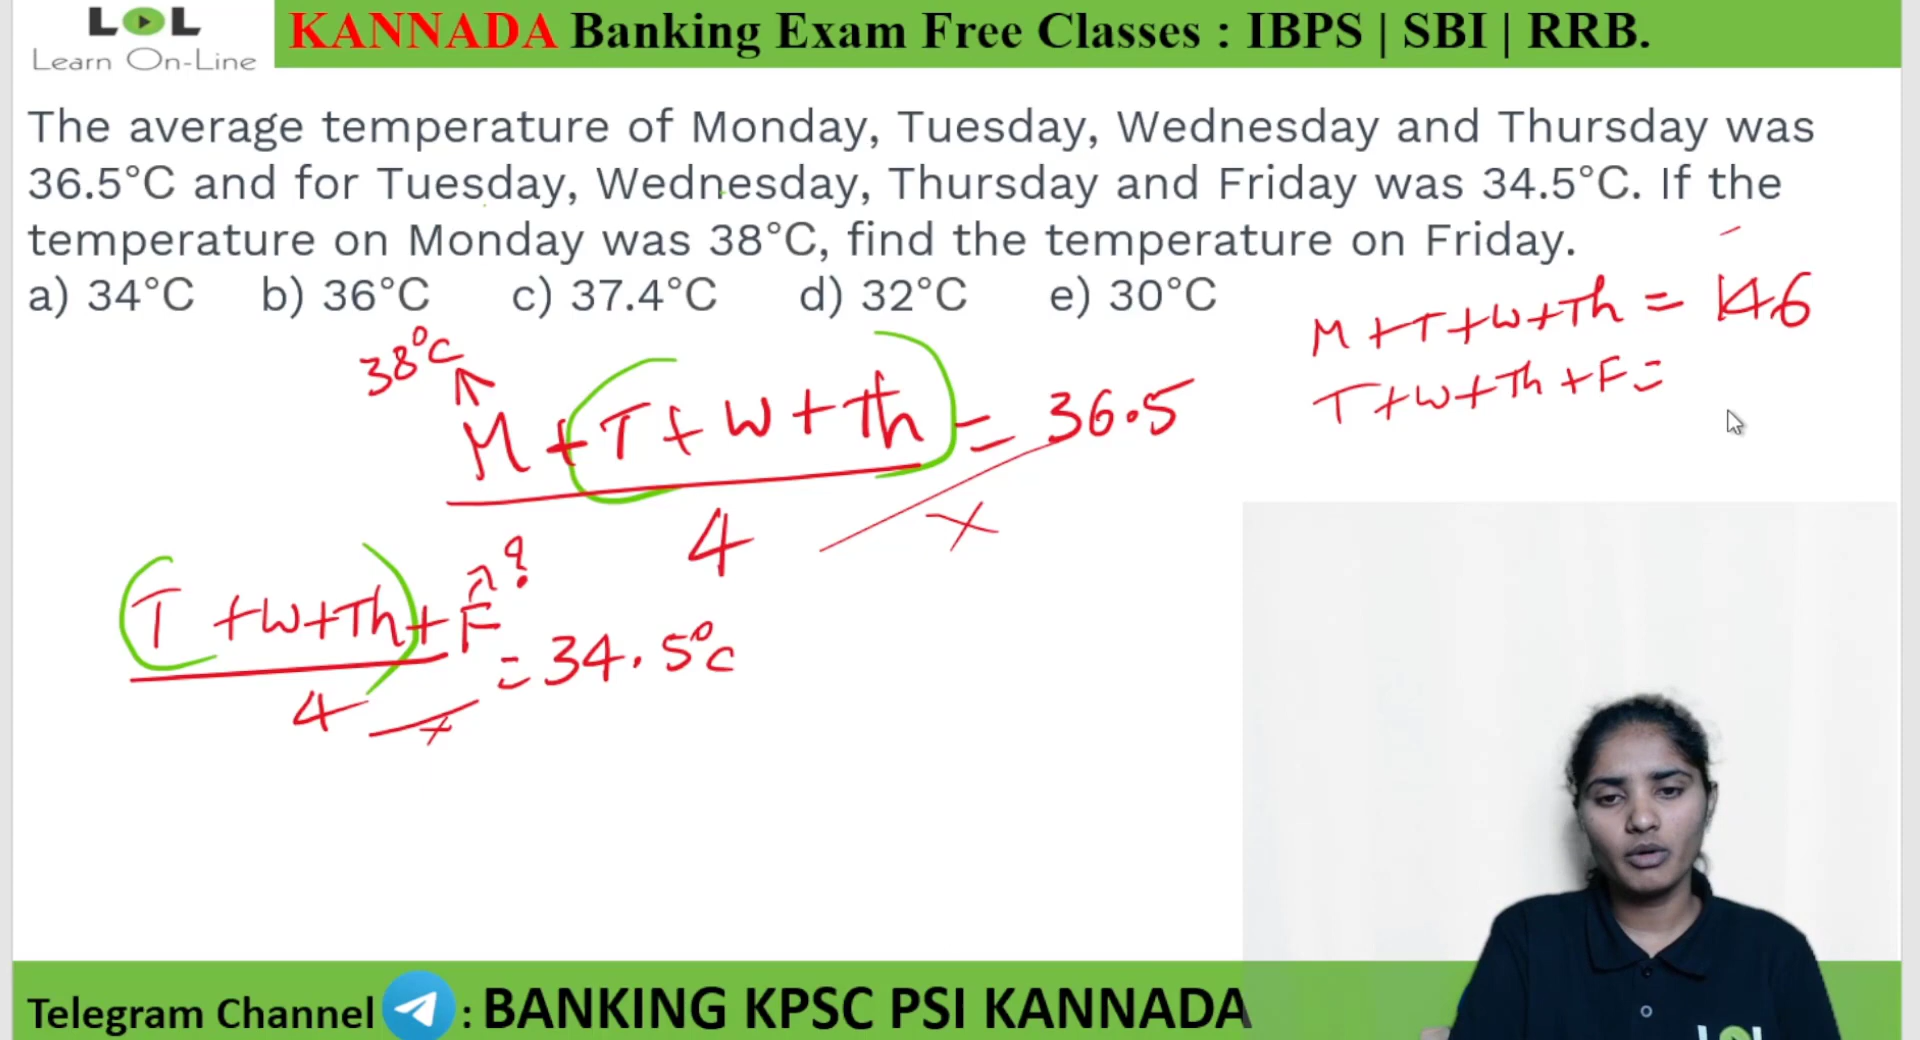 LOL
Learn On-Line
KANNADA Banking Exam Free Classes : IBPS | SBI | RRB.
The average temperature of Monday, Tuesday, Wednesday and Thursday was
36.5°C and for Tuesday, Wednesday, Thursday and Friday was 34.5°C. If the
temperature on Monday was 38°C, find the temperature on Friday.
a) 34°C b) 36°C c) 37.4°C d) 32°C e) 30°C
M+T+W+Th = 146
T+W+Th+F=
38°C
M+T+W+Th = 36.5
4
?
T+W+Th+F
= 34.5°C
4
Telegram Channel : BANKING KPSC PSI KANNADA
LOL